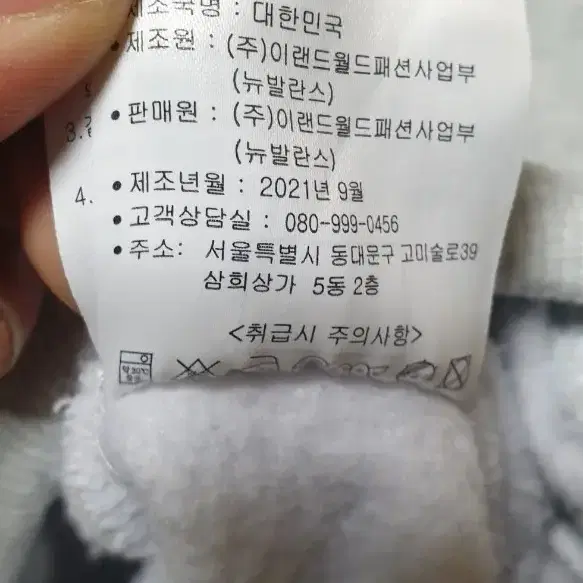 제조국명 : 대한민국
• 제조원 : (주)이랜드월드패션사업부
(뉴발란스)
3.
• 판매원 : (주)이랜드월드패션사업부
(뉴발란스)
4.
• 제조년월 : 2021년 9월
• 고객상담실 : 080-999-0456
• 주소: 서울특별시 동대문구 고미술로39
삼희상가 5동 2층
<취급시 주의사항>
약 30℃
중성